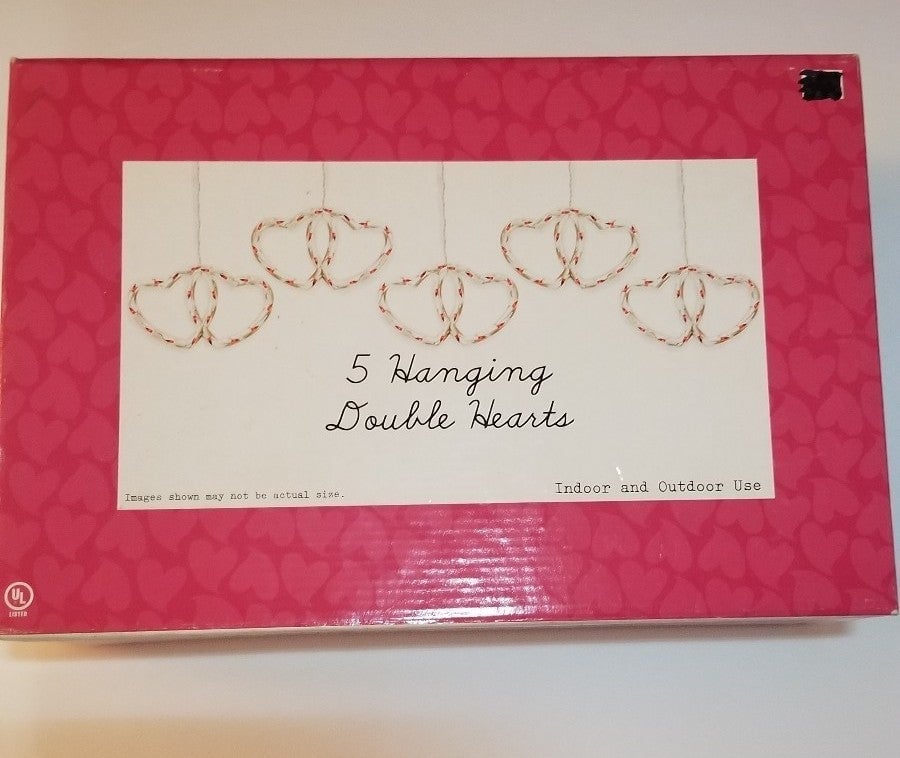 5 Hanging
Double Hearts
Images shown may not be actual size.
Indoor and Outdoor Use
UL
LISTED